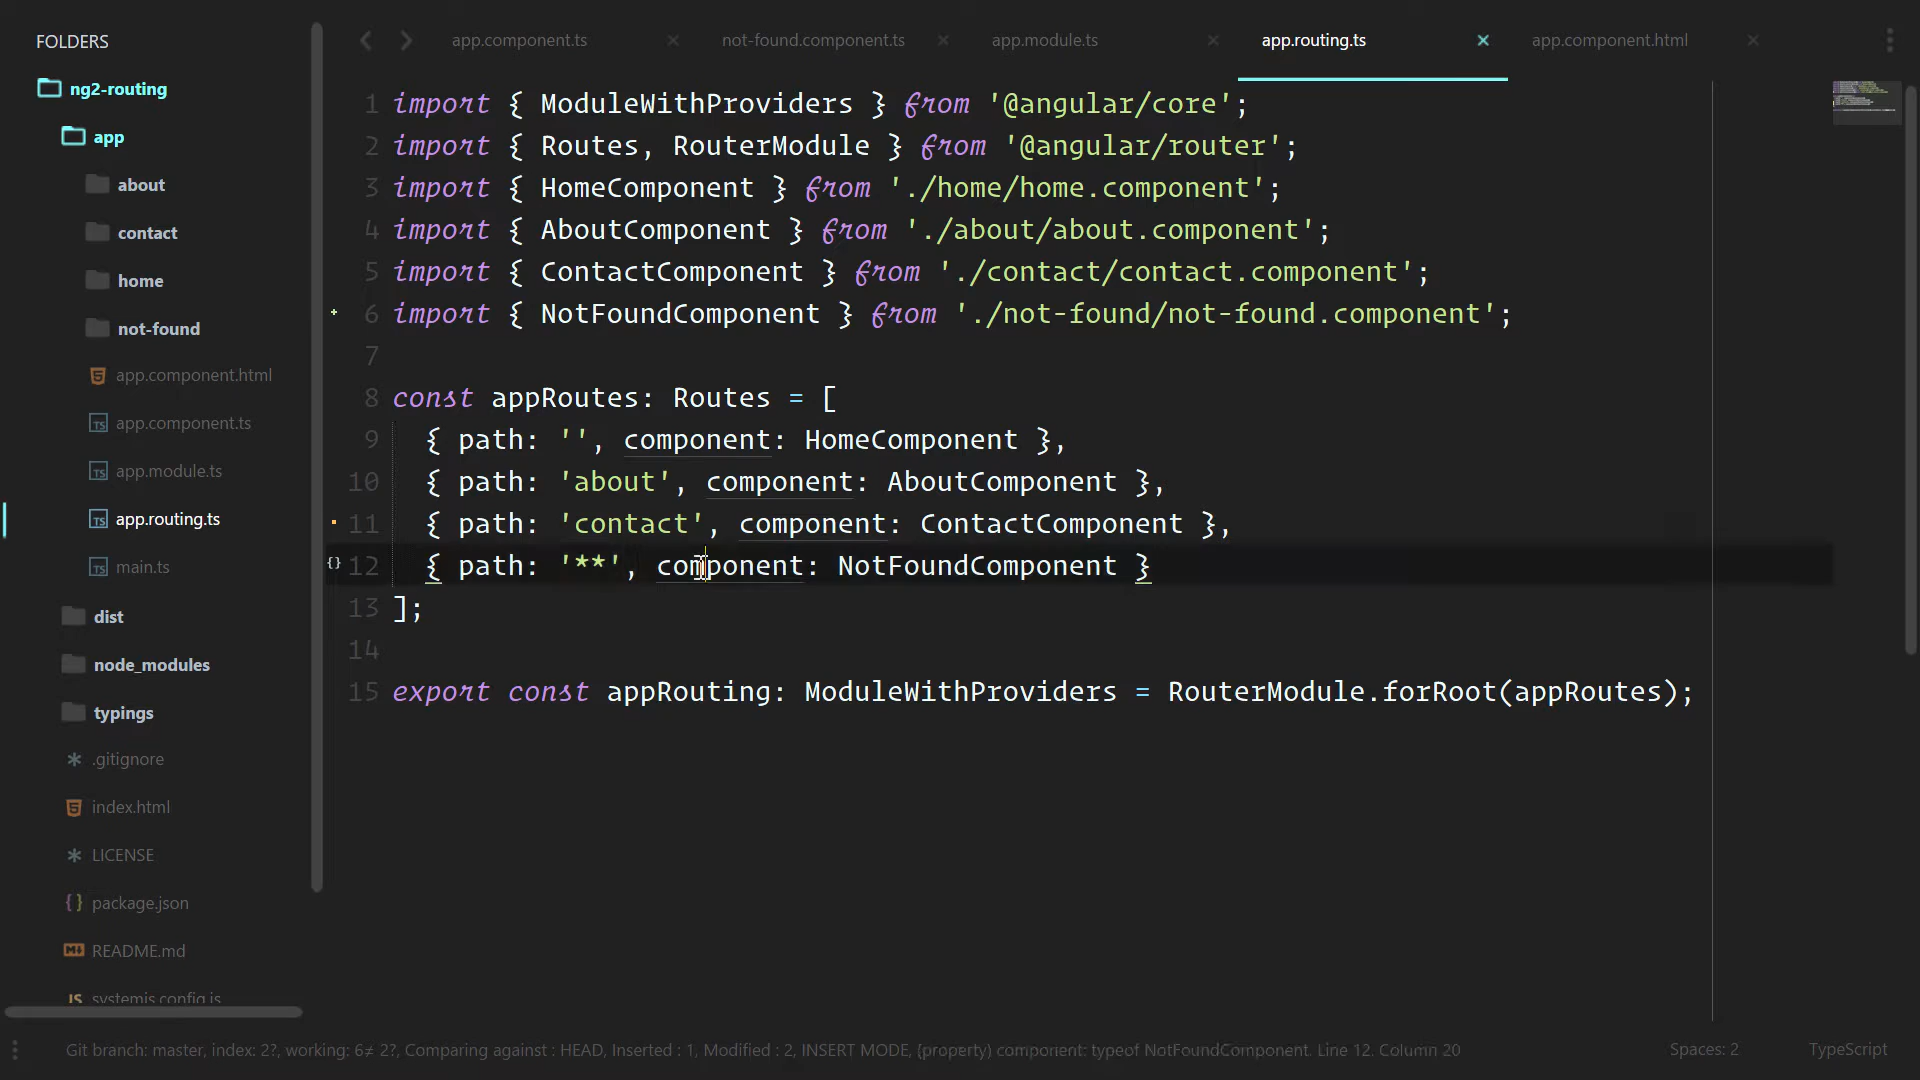 FOLDERS
ng2-routing
app
about
contact
home
not-found
app.component.html
app.component.ts
app.module.ts
app.routing.ts
main.ts
dist
node_modules
typings
.gitignore
index.html
LICENSE
package.json
README.md
systemjs.config.js
app.component.ts
not-found.component.ts
app.module.ts
app.routing.ts
app.component.html
1 import { ModuleWithProviders } from '@angular/core';
2 import { Routes, RouterModule } from '@angular/router';
3 import { HomeComponent } from './home/home.component';
4 import { AboutComponent } from './about/about.component';
5 import { ContactComponent } from './contact/contact.component';
6 import { NotFoundComponent } from './not-found/not-found.component';
7
8 const appRoutes: Routes = [
9 { path: '', component: HomeComponent },
10 { path: 'about', component: AboutComponent },
11 { path: 'contact', component: ContactComponent },
12 { path: '**', component: NotFoundComponent }
13 ];
14
15 export const appRouting: ModuleWithProviders = RouterModule.forRoot(appRoutes);
Git branch: master, index: 2?, working: 6≠ 2?, Comparing against : HEAD, Inserted : 1, Modified : 2, INSERT MODE, (property) component: typeof NotFoundComponent. Line 12. Column 20
Spaces: 2
TypeScript